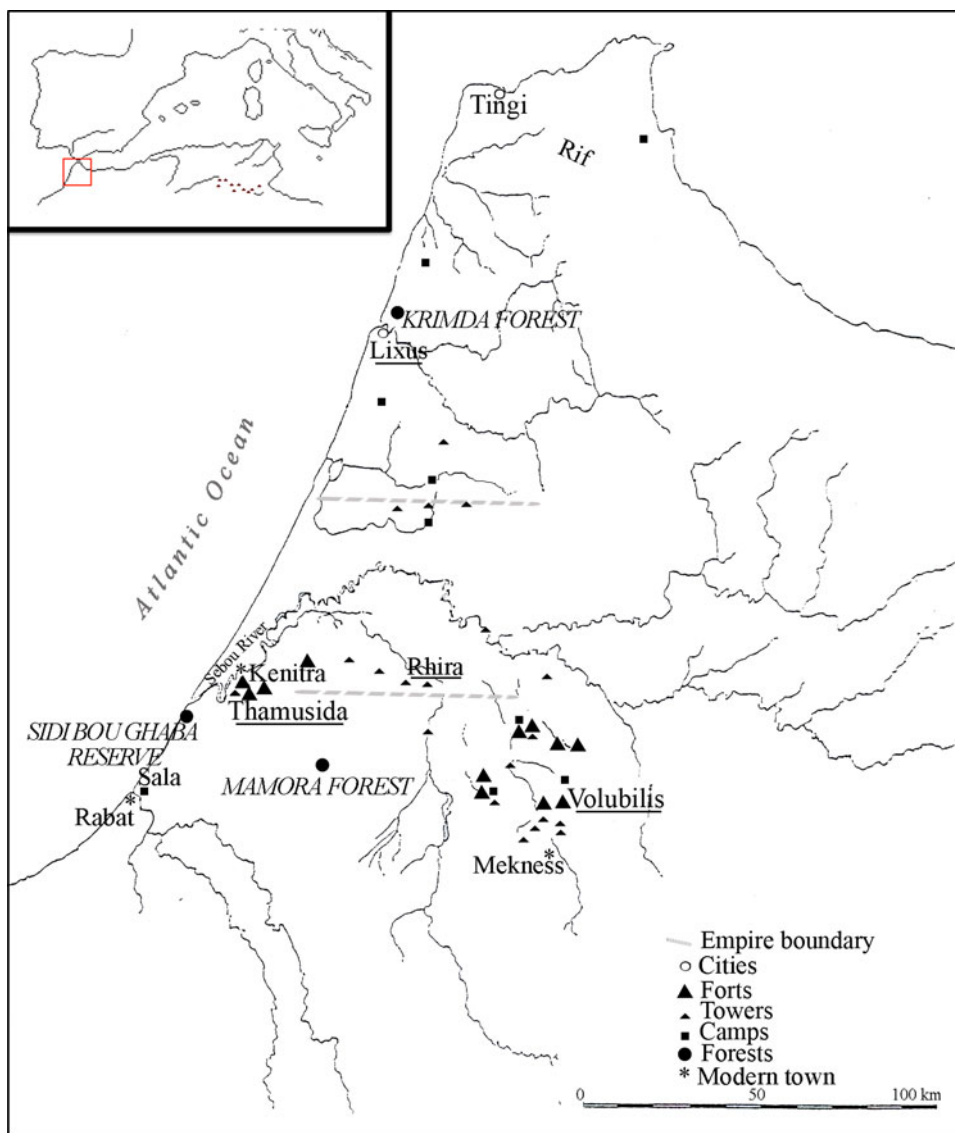 Tingi
Rif
KRIMDA FOREST
Lixus
Atlantic Ocean
Sebou River
Kenitra
Rhira
Thamusida
SIDI BOU GHABA
RESERVE
MAMORA FOREST
Sala
Rabat
Volubilis
Mekness
Empire boundary
Cities
Forts
Towers
Camps
Forests
* Modern town
0 50 100 km